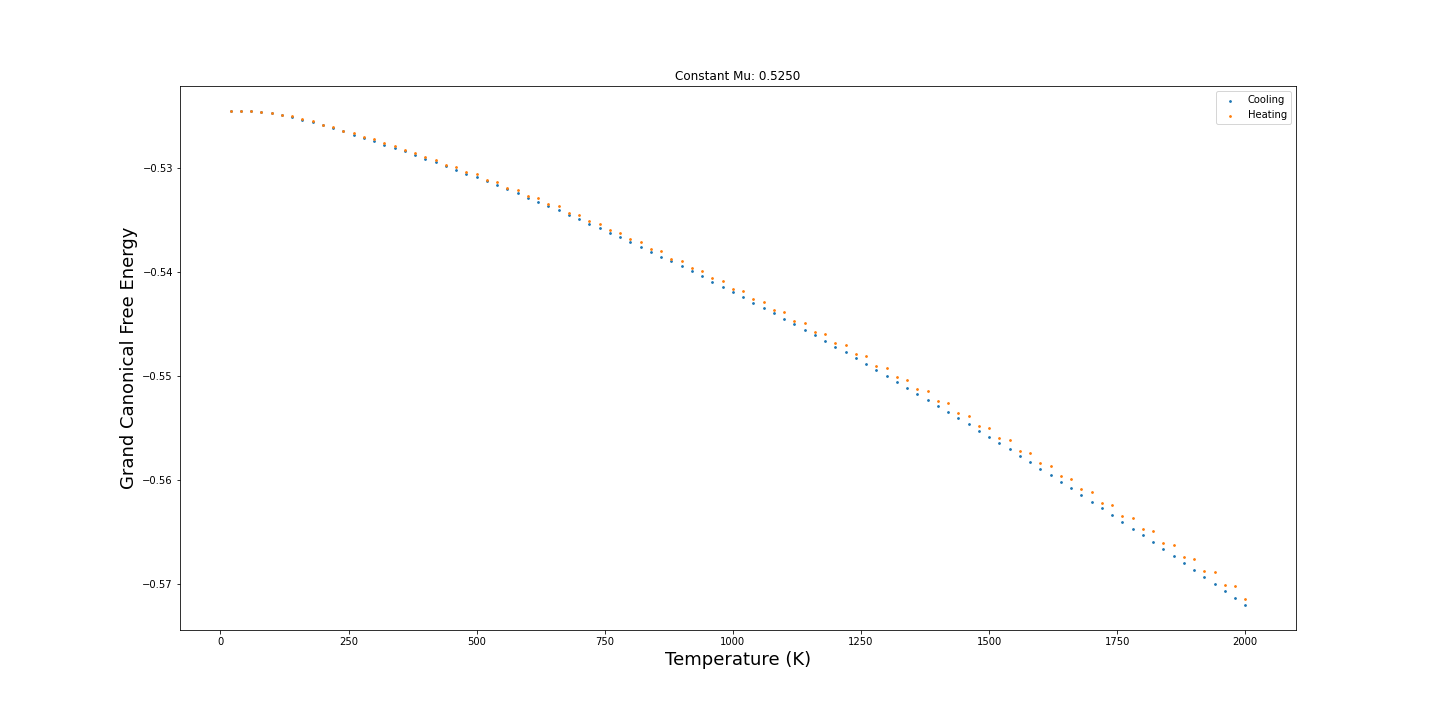 Constant Mu: 0.5250
Cooling
Heating
Grand Canonical Free Energy
−0.53
−0.54
−0.55
−0.56
−0.57
0 250 500 750 1000 1250 1500 1750 2000
Temperature (K)